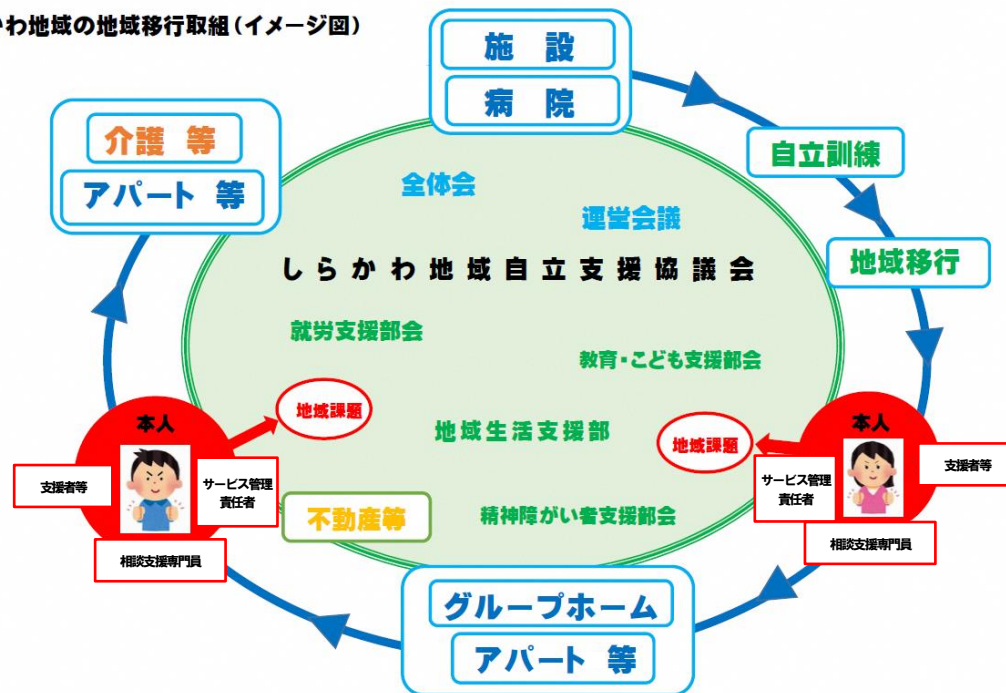 わ地域の地域移行取組(イメージ図)
施 設
病 院
介護 等
アパート 等
自立訓練
地域移行
全体会
運営会議
しらかわ地域自立支援協議会
就労支援部会
教育・こども支援部会
地域課題
地域生活支援部
地域課題
本人
支援者等
サービス管理
責任者
相談支援専門員
本人
サービス管理
責任者
支援者等
相談支援専門員
不動産等
精神障がい者支援部会
グループホーム
アパート 等